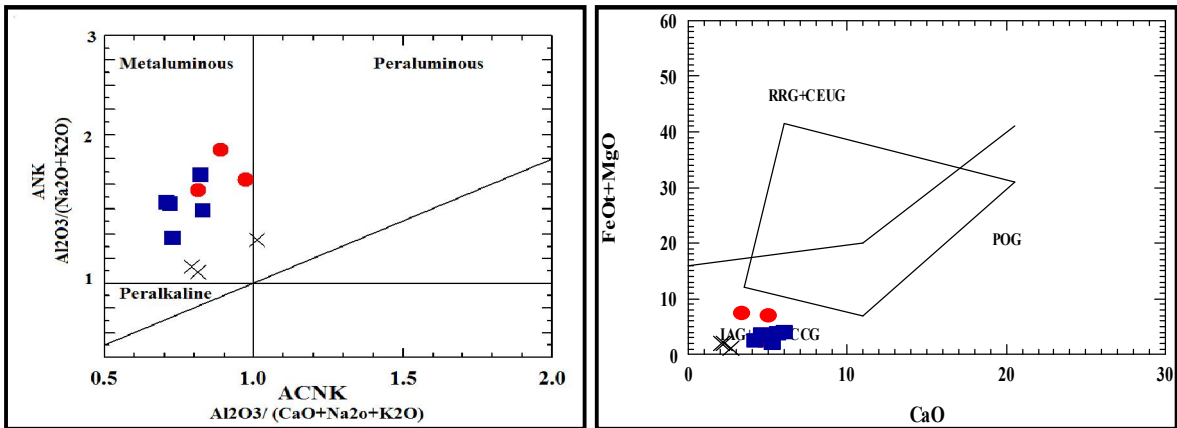 3
Metaluminous
Peraluminous
2
ANK
Al2O3/(Na2O+K2O)
1
Peralkaline
0.5
1.0
1.5
2.0
ACNK
Al2O3/ (CaO+Na2o+K2O)
60
50
40
30
20
10
0
FeOt+MgO
RRG+CEUG
POG
0
10
20
30
CaO